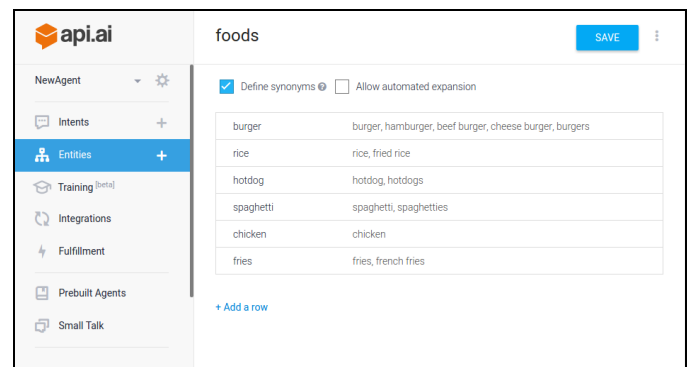 api.ai
foods
SAVE
NewAgent
Define synonyms
Allow automated expansion
Intents
Entities
Training [beta]
Integrations
Fulfillment
Prebuilt Agents
Small Talk
burger burger, hamburger, beef burger, cheese burger, burgers
rice rice, fried rice
hotdog hotdog, hotdogs
spaghetti spaghetti, spaghetties
chicken chicken
fries fries, french fries
+ Add a row